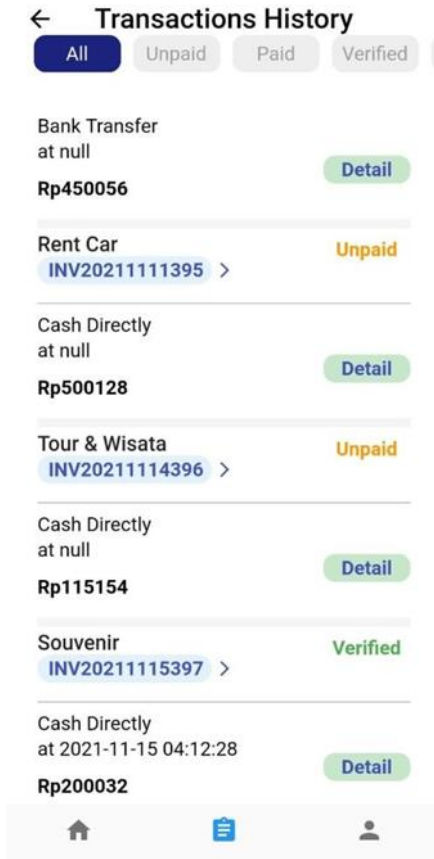 Transactions History
All Unpaid Paid Verified
Bank Transfer
at null
Detail
Rp450056
Rent Car
Unpaid
INV20211111395 >
Cash Directly
at null
Detail
Rp500128
Tour & Wisata
Unpaid
INV20211114396 >
Cash Directly
at null
Detail
Rp115154
Souvenir
Verified
INV20211115397 >
Cash Directly
at 2021-11-15 04:12:28
Detail
Rp200032